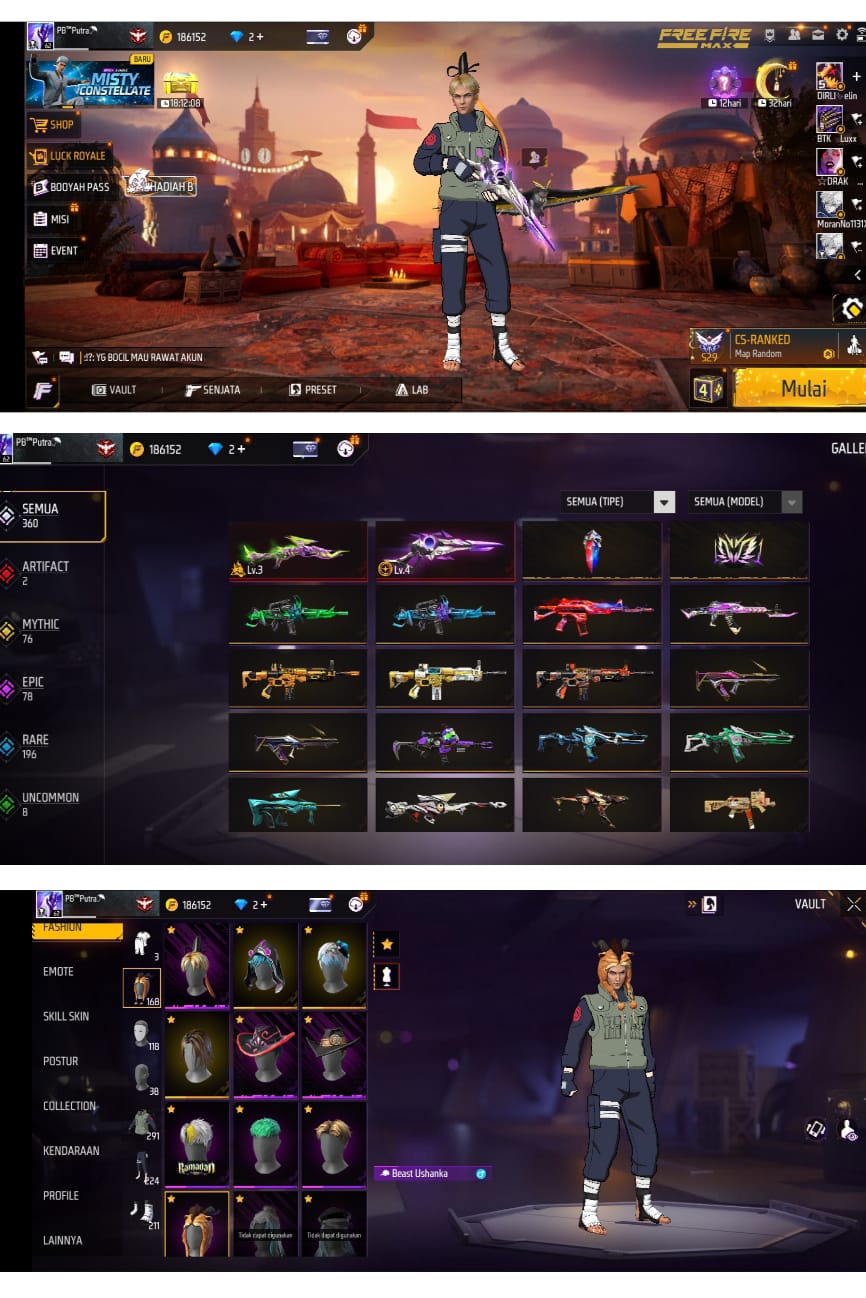 PB™Putra.
62
186152
2 +
FREE FIRE
MAX
BARU
MISTY
CONSTELLATE
18:12:08
12hari
32hari
SHOP
LUCK ROYALE
BOOYAH PASS
HADIAH B
MISI
EVENT
DIRLI elin
BTK Luxx
☆DRAK
MoranNo1131
:!?: YG BOCIL MAU RAWAT AKUN
S29
CS-RANKED
Map Random
VAULT
SENJATA
PRESET
LAB
4
Mulai
PB™Putra.
62
186152
2 +
GALLE
SEMUA
360
ARTIFACT
2
MYTHIC
76
EPIC
78
RARE
196
UNCOMMON
8
SEMUA (TIPE)
SEMUA (MODEL)
Lv.3
Lv.4
PB™Putra.
62
186152
2 +
VAULT
FASHION
EMOTE
SKILL SKIN
POSTUR
COLLECTION
KENDARAAN
PROFILE
LAINNYA
3
168
118
38
291
224
211
Ramadan
Tidak dapat digunakan
Tidak dapat digunakan
Beast Ushanka